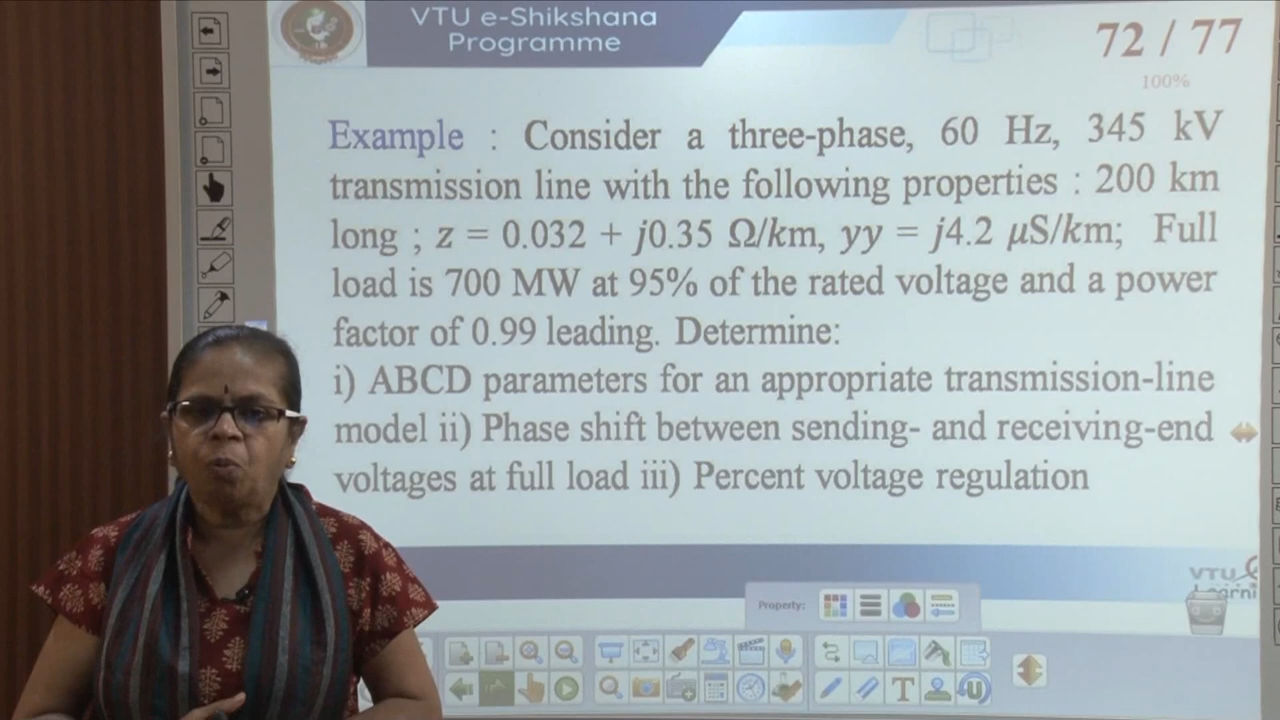 VTU e-Shikshana
Programme
72 / 77
100%
Example : Consider a three-phase, 60 Hz, 345 kV
transmission line with the following properties : 200 km
long ; z = 0.032 + j0.35 Ω/km, yy = j4.2 μS/km; Full
load is 700 MW at 95% of the rated voltage and a power
factor of 0.99 leading. Determine:
i) ABCD parameters for an appropriate transmission-line
model ii) Phase shift between sending- and receiving-end
voltages at full load iii) Percent voltage regulation
VTU
Learni
Property:
T